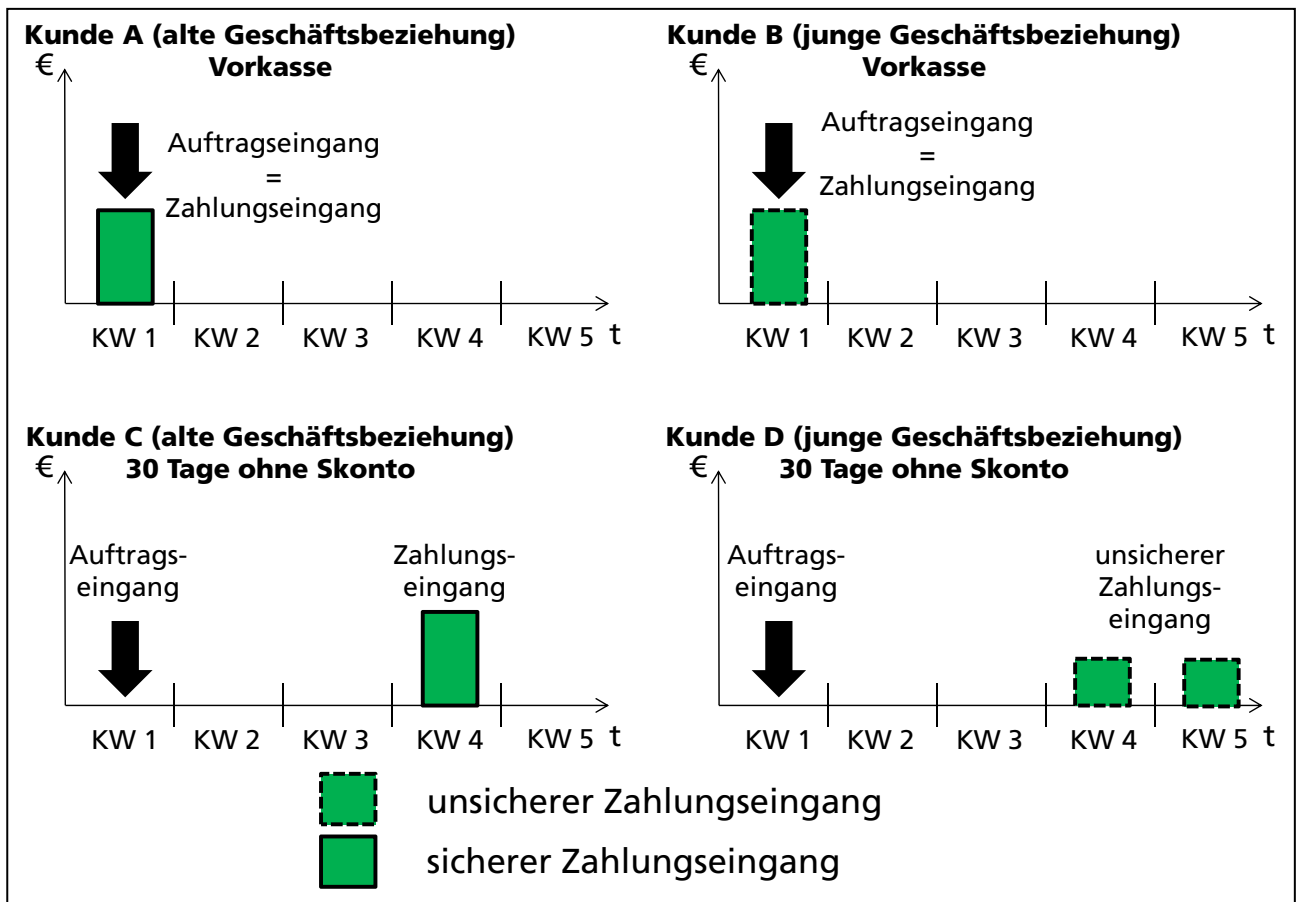 Kunde A (alte Geschäftsbeziehung)
Vorkasse
€
Auftragseingang
=
Zahlungseingang
KW 1 KW 2 KW 3 KW 4 KW 5 t
Kunde B (junge Geschäftsbeziehung)
Vorkasse
€
Auftragseingang
=
Zahlungseingang
KW 1 KW 2 KW 3 KW 4 KW 5 t
Kunde C (alte Geschäftsbeziehung)
30 Tage ohne Skonto
€
Auftrags-
eingang
Zahlungs-
eingang
KW 1 KW 2 KW 3 KW 4 KW 5 t
Kunde D (junge Geschäftsbeziehung)
30 Tage ohne Skonto
€
Auftrags-
eingang
unsicherer
Zahlungs-
eingang
KW 1 KW 2 KW 3 KW 4 KW 5 t
unsicherer Zahlungseingang
sicherer Zahlungseingang